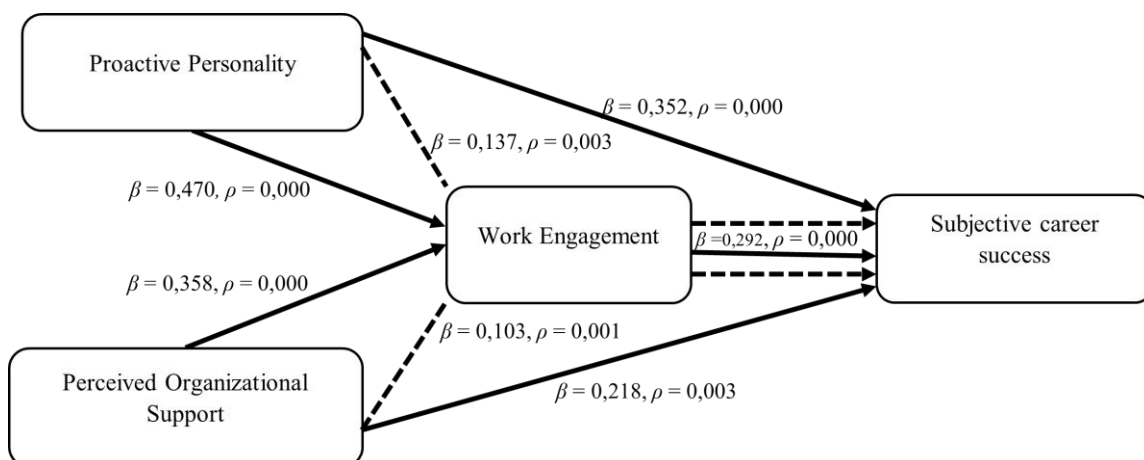 Proactive Personality
β = 0,352, ρ = 0,000
β = 0,137, ρ = 0,003
β = 0,470, ρ = 0,000
Work Engagement
β =0,292, ρ = 0,000
Subjective career
success
β = 0,358, ρ = 0,000
β = 0,103, ρ = 0,001
Perceived Organizational
Support
β = 0,218, ρ = 0,003